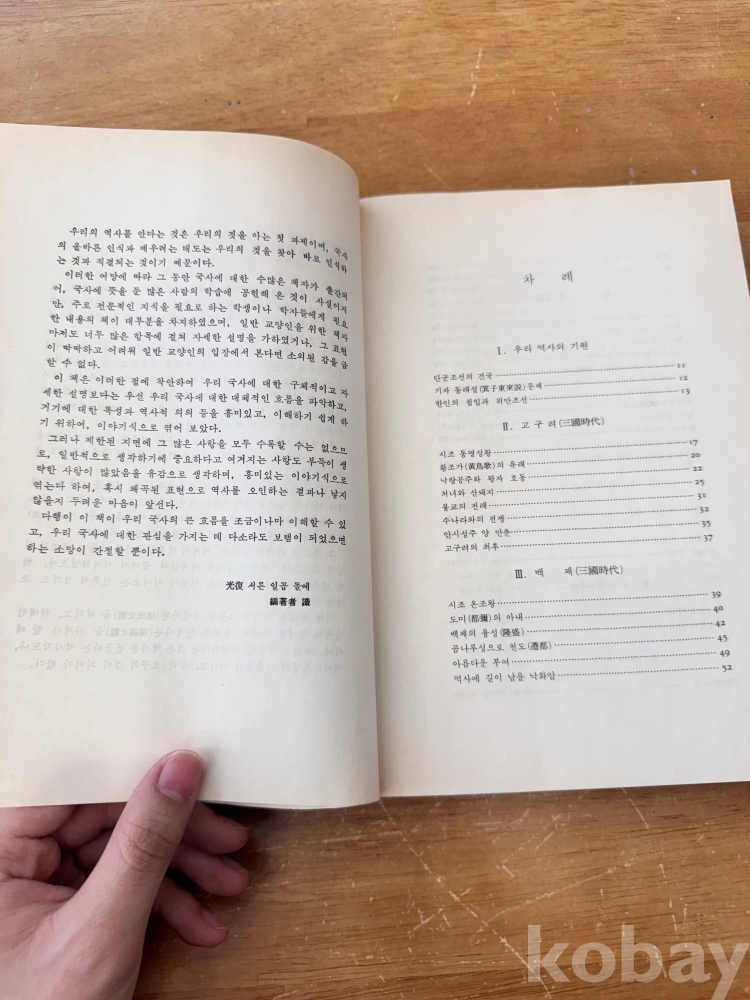 우리의 역사를 안다는 것은 우리의 것을 아는 첫 과제이며, 국사
의 올바른 인식과 배우려는 태도는 우리의 것을 찾아 바로 인식하
는 것과 직결되는 것이기 때문이다.
이러한 여망에 따라 그 동안 국사에 대한 수많은 책자가 출간되
어, 국사에 뜻을 둔 많은 사람의 학습에 공헌해 온 것이 사실이지
만, 주로 전문적인 지식을 필요로 하는 학생이나 학자들에게 필요
한 내용의 책이 대부분을 차지하였으며, 일반 교양인을 위한 책자
마저도 너무 많은 항목에 걸쳐 자세한 설명을 가하였거나, 그 표현
이 딱딱하고 어려워 일반 교양인의 입장에서 본다면 소외된 감을 금
할 수 없다.
이 책은 이러한 점에 착안하여 우리 국사에 대한 구체적이고 자
세한 설명보다는 우선 우리 국사에 대한 대체적인 흐름을 파악하고,
거기에 대한 특성과 역사적 의의 등을 흥미있고, 이해하기 쉽게 하
기 위하여, 이야기식으로 엮어 보았다.
그러나 제한된 지면에 그 많은 사항을 모두 수록할 수는 없으므
로, 일반적으로 생각하기에 중요하다고 여겨지는 사항도 부득이 생
략한 사항이 많았음을 유감으로 생각하며, 흥미있는 이야기식으로
엮는다 하여, 혹시 왜곡된 표현으로 역사를 오인하는 결과나 낳지
않을지 두려운 마음이 앞선다.
다행이 이 책이 우리 국사의 큰 흐름을 조금이나마 이해할 수 있
고, 우리 국사에 대한 관심을 가지는 데 다소라도 보탬이 되었으면
하는 소망이 간절할 뿐이다.
光復 서른 일곱 돌에
編著者 識
차 례
Ⅰ. 우리 역사의 기원
단군조선의 건국 11
기자 동래설(箕子東來説)문제 12
한인의 침입과 위만조선 13
Ⅱ. 고 구 려(三國時代)
시조 동명성왕 17
황조가(黃鳥歌)의 유래 20
낙랑공주와 왕자 호동 22
처녀와 산돼지 25
불교의 전래 31
수나라와의 전쟁 32
안시성주 양 만춘 35
고구려의 최후 37
Ⅲ. 백 제(三國時代)
시조 온조왕 39
도미(都彌)의 아내 40
백제의 융성(隆盛) 42
곰나루성으로 천도(遷都) 45
아름다운 부여 49
역사에 길이 남을 낙화암 52
kobay